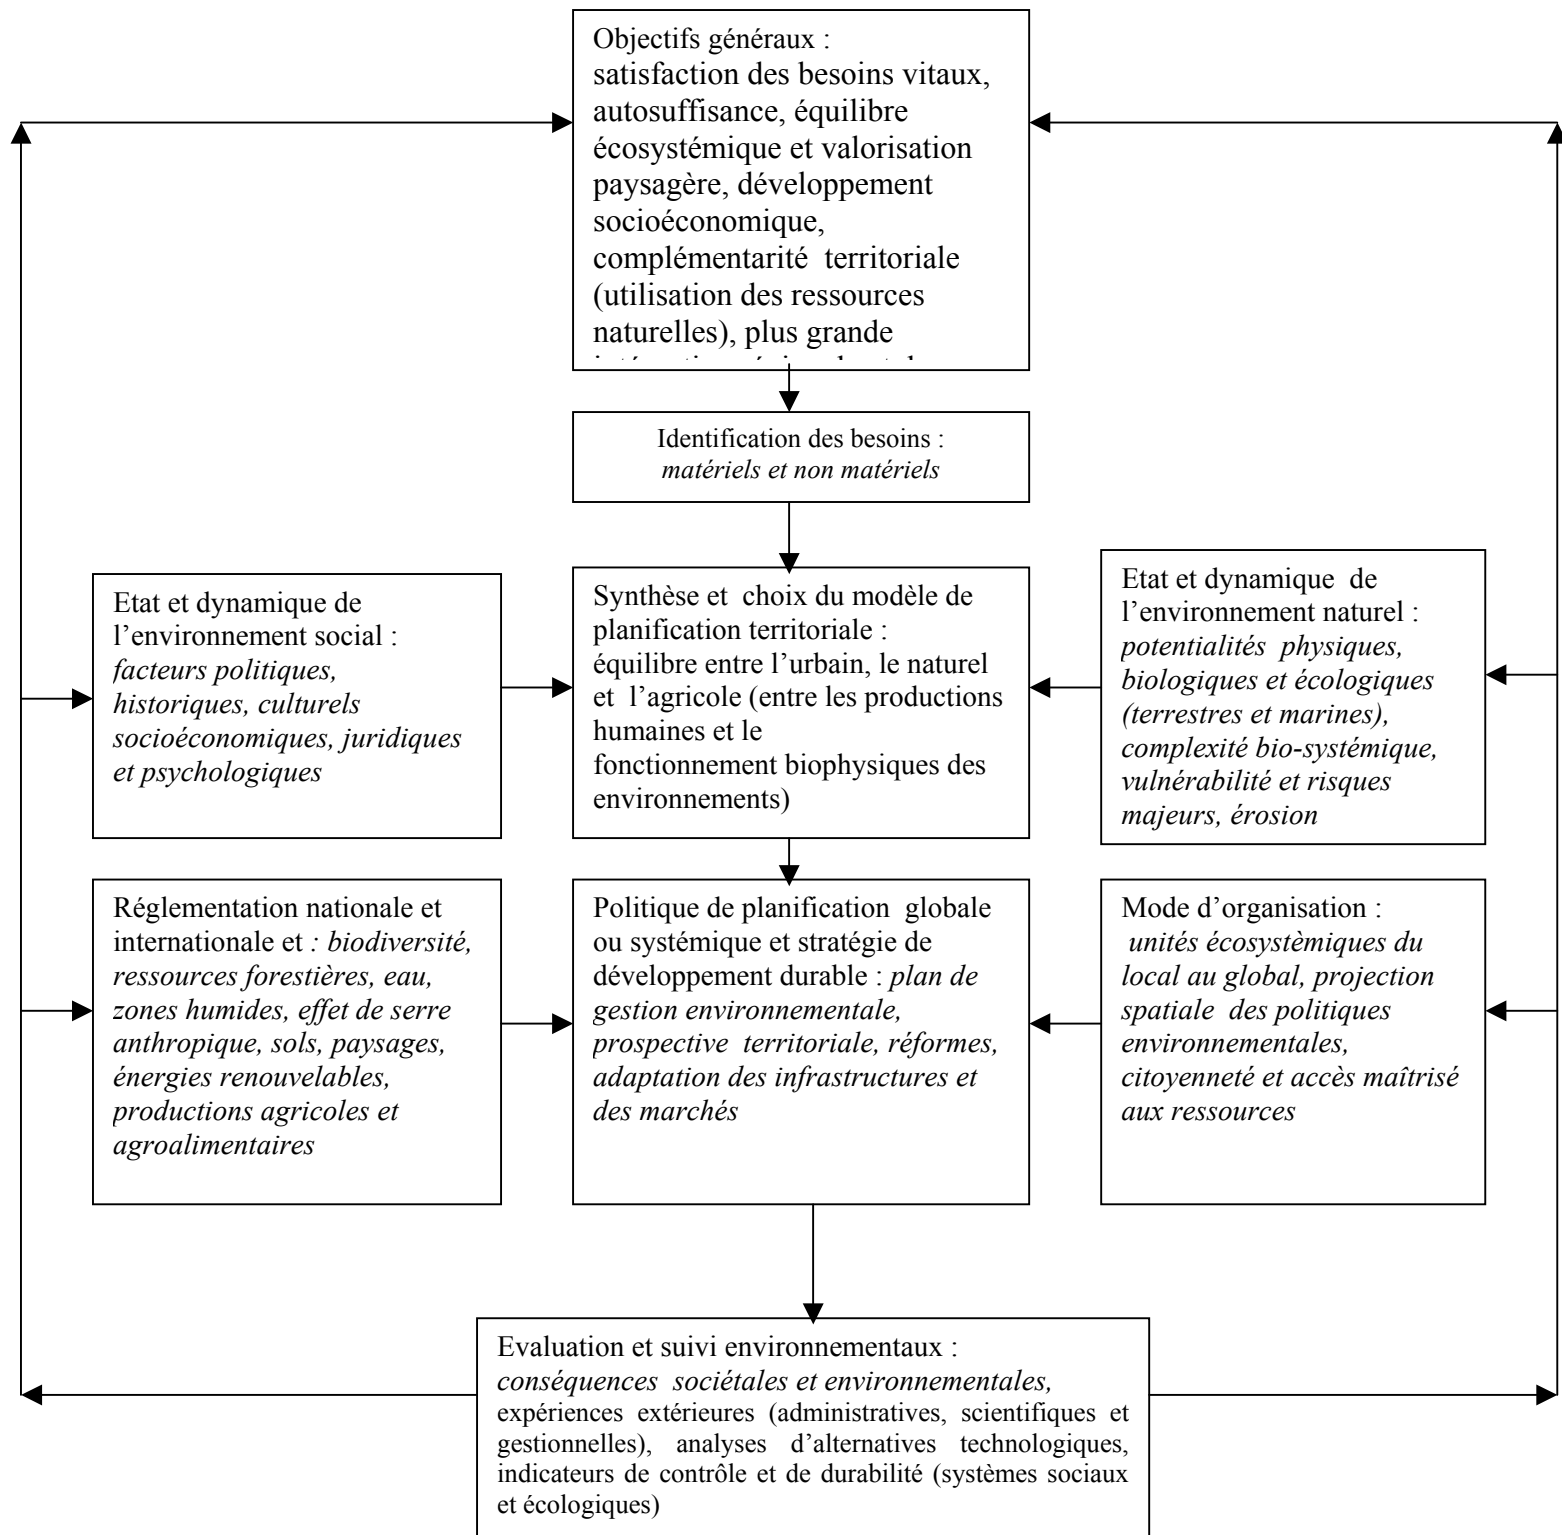 Objectifs généraux :
satisfaction des besoins vitaux,
autosuffisance, équilibre
écosystémique et valorisation
paysagère, développement
socioéconomique,
complémentarité territoriale
(utilisation des ressources
naturelles), plus grande
Identification des besoins :
matériels et non matériels
Etat et dynamique de
l’environnement social :
facteurs politiques,
historiques, culturels
socioéconomiques, juridiques
et psychologiques
Synthèse et choix du modèle de
planification territoriale :
équilibre entre l’urbain, le naturel
et l’agricole (entre les productions
humaines et le
fonctionnement biophysiques des
environnements)
Etat et dynamique de
l’environnement naturel :
potentialités physiques,
biologiques et écologiques
(terrestres et marines),
complexité bio-systémique,
vulnérabilité et risques
majeurs, érosion
Réglementation nationale et
internationale et : biodiversité,
ressources forestières, eau,
zones humides, effet de serre
anthropique, sols, paysages,
énergies renouvelables,
productions agricoles et
agroalimentaires
Politique de planification globale
ou systémique et stratégie de
développement durable : plan de
gestion environnementale,
prospective territoriale, réformes,
adaptation des infrastructures et
des marchés
Mode d’organisation :
unités écosystèmiques du
local au global, projection
spatiale des politiques
environnementales,
citoyenneté et accès maîtrisé
aux ressources
Evaluation et suivi environnementaux :
conséquences sociétales et environnementales,
expériences extérieures (administratives, scientifiques et
gestionnelles), analyses d’alternatives technologiques,
indicateurs de contrôle et de durabilité (systèmes sociaux
et écologiques)